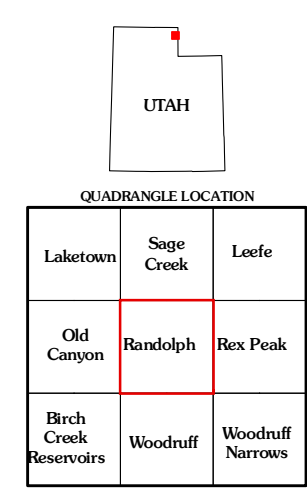 UTAH
QUADRANGLE LOCATION
Laketown
Sage
Creek
Leefe
Old
Canyon
Randolph
Rex Peak
Birch
Creek
Reservoirs
Woodruff
Woodruff
Narrows